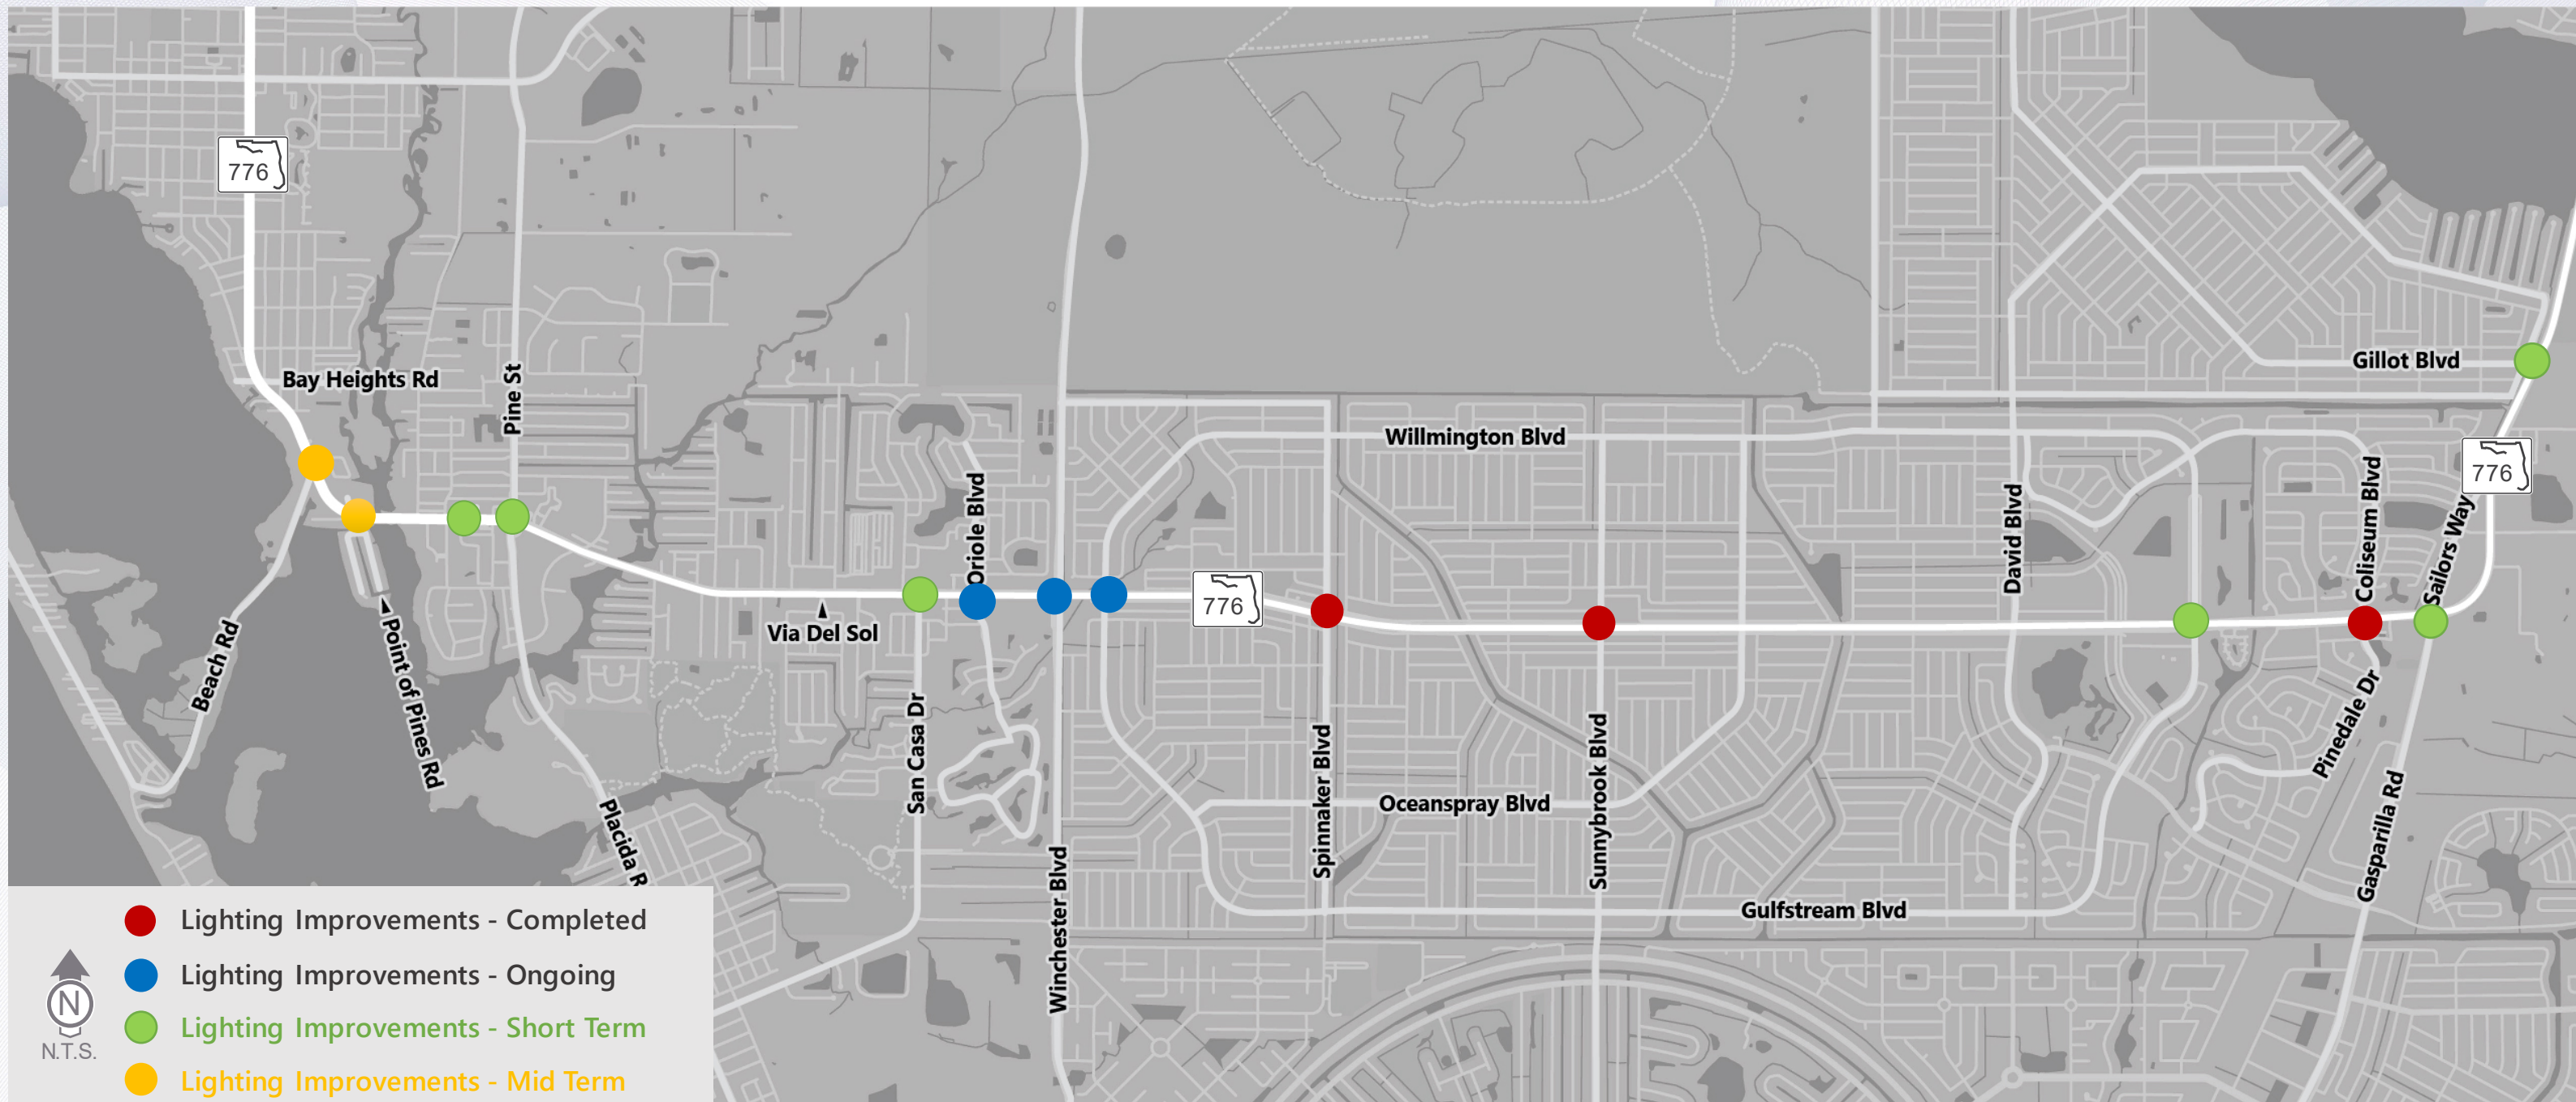 776
Bay Heights Rd
Pine St
Gillot Blvd
Willmington Blvd
776
Oriole Blvd
David Blvd
Coliseum Blvd
Sailors Way
776
Via Del Sol
Beach Rd
Point of Pines Rd
San Casa Dr
Pinedale Dr
Spinnaker Blvd
Sunnybrook Blvd
Oceanspray Blvd
Placida R
Gasparilla Rd
Winchester Blvd
Gulfstream Blvd
Lighting Improvements - Completed
Lighting Improvements - Ongoing
N
Lighting Improvements - Short Term
N.T.S.
Lighting Improvements - Mid Term